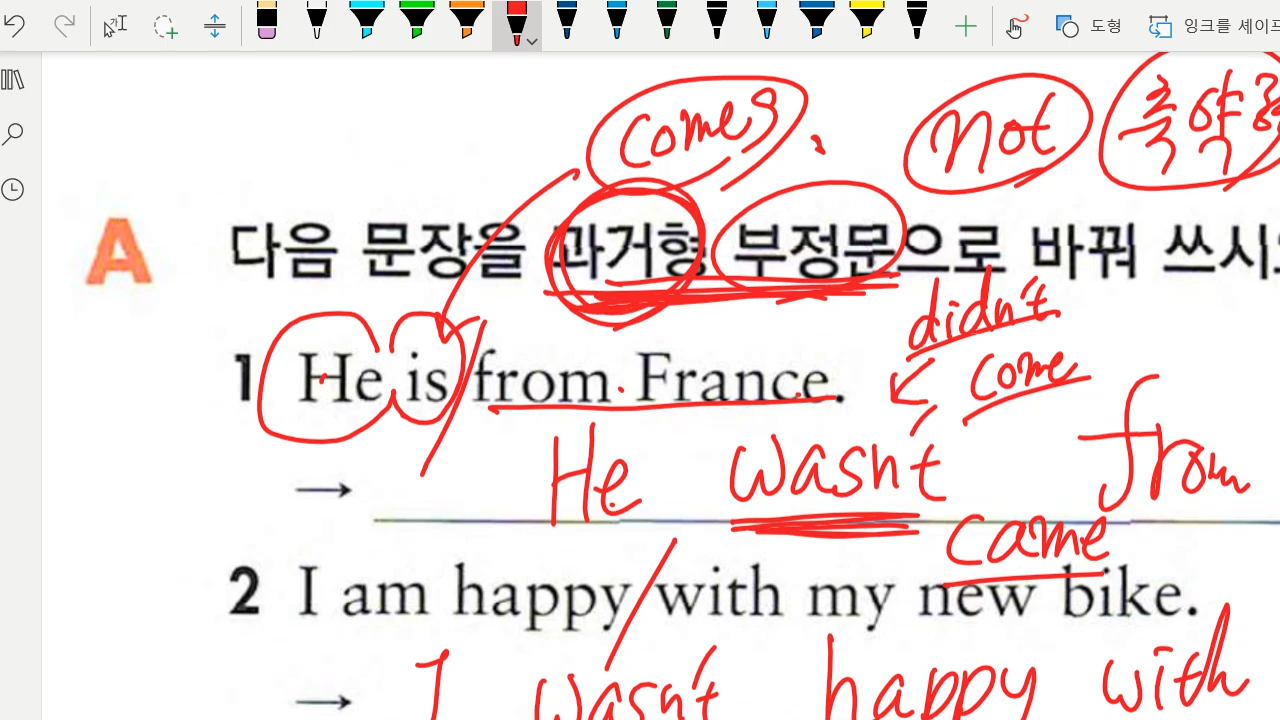 도형 잉크를 셰이프
comes. not 축약
A 다음 문장을 과거형 부정문으로 바꿔 쓰시
didn't
1 He is from France.
come
→ He wasn't from
came
2 I am happy with my new bike.
→ I wasn't happy with